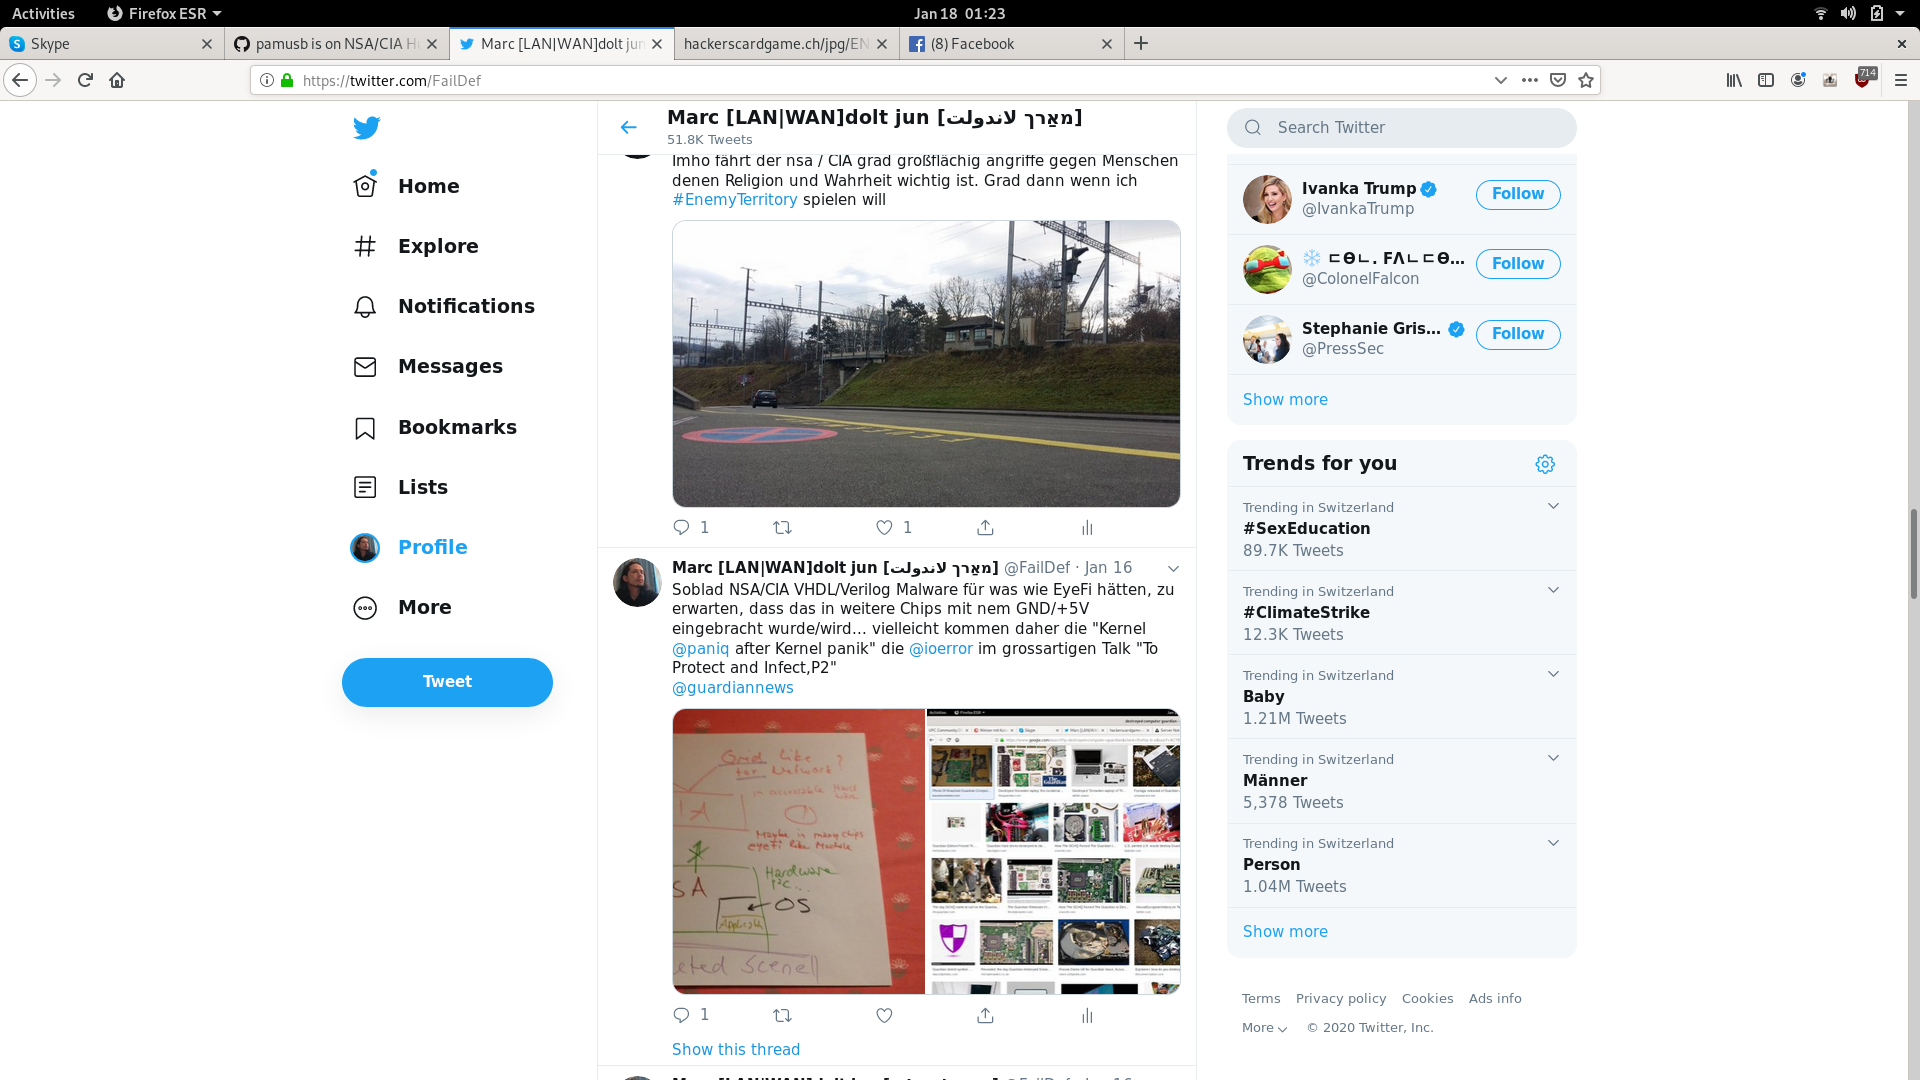 Activities
Firefox ESR
Jan 18 01:23
Skype
pamusb is on NSA/CIA
Marc [LAN|WAN]dolt jun
hackerscardgame.ch/jpg/EN
(8) Facebook
https://twitter.com/FailDef
714
Marc [LAN|WAN]dolt jun [מאַרך لاندولت]
51.8K Tweets
Home
Explore
Notifications
Messages
Bookmarks
Lists
Profile
More
Tweet
Imho fährt der nsa / CIA grad großflächig angriffe gegen Menschen
denen Religion und Wahrheit wichtig ist. Grad dann wenn ich
#EnemyTerritory spielen will
1
1
Marc [LAN|WAN]dolt jun [מאַרך لاندولت] @FailDef · Jan 16
Soblad NSA/CIA VHDL/Verilog Malware für was wie EyeFi hätten, zu
erwarten, dass das in weitere Chips mit nem GND/+5V
eingebracht wurde/wird... vielleicht kommen daher die "Kernel
@paniq after Kernel panik" die @ioerror im grossartigen Talk "To
Protect and Infect,P2"
@guardiannews
Grid like
for Network?
in accessable Hard
Maybe in many chips
eyeFi like Module
Hardware
I²C...
SA
OS
1
Show this thread
Search Twitter
Ivanka Trump
@IvankaTrump
Follow
@ColonelFalcon
Follow
Stephanie Gris...
@PressSec
Follow
Show more
Trends for you
Trending in Switzerland
#SexEducation
89.7K Tweets
Trending in Switzerland
#ClimateStrike
12.3K Tweets
Trending in Switzerland
Baby
1.21M Tweets
Trending in Switzerland
Männer
5,378 Tweets
Trending in Switzerland
Person
1.04M Tweets
Show more
Terms Privacy policy Cookies Ads info
More © 2020 Twitter, Inc.